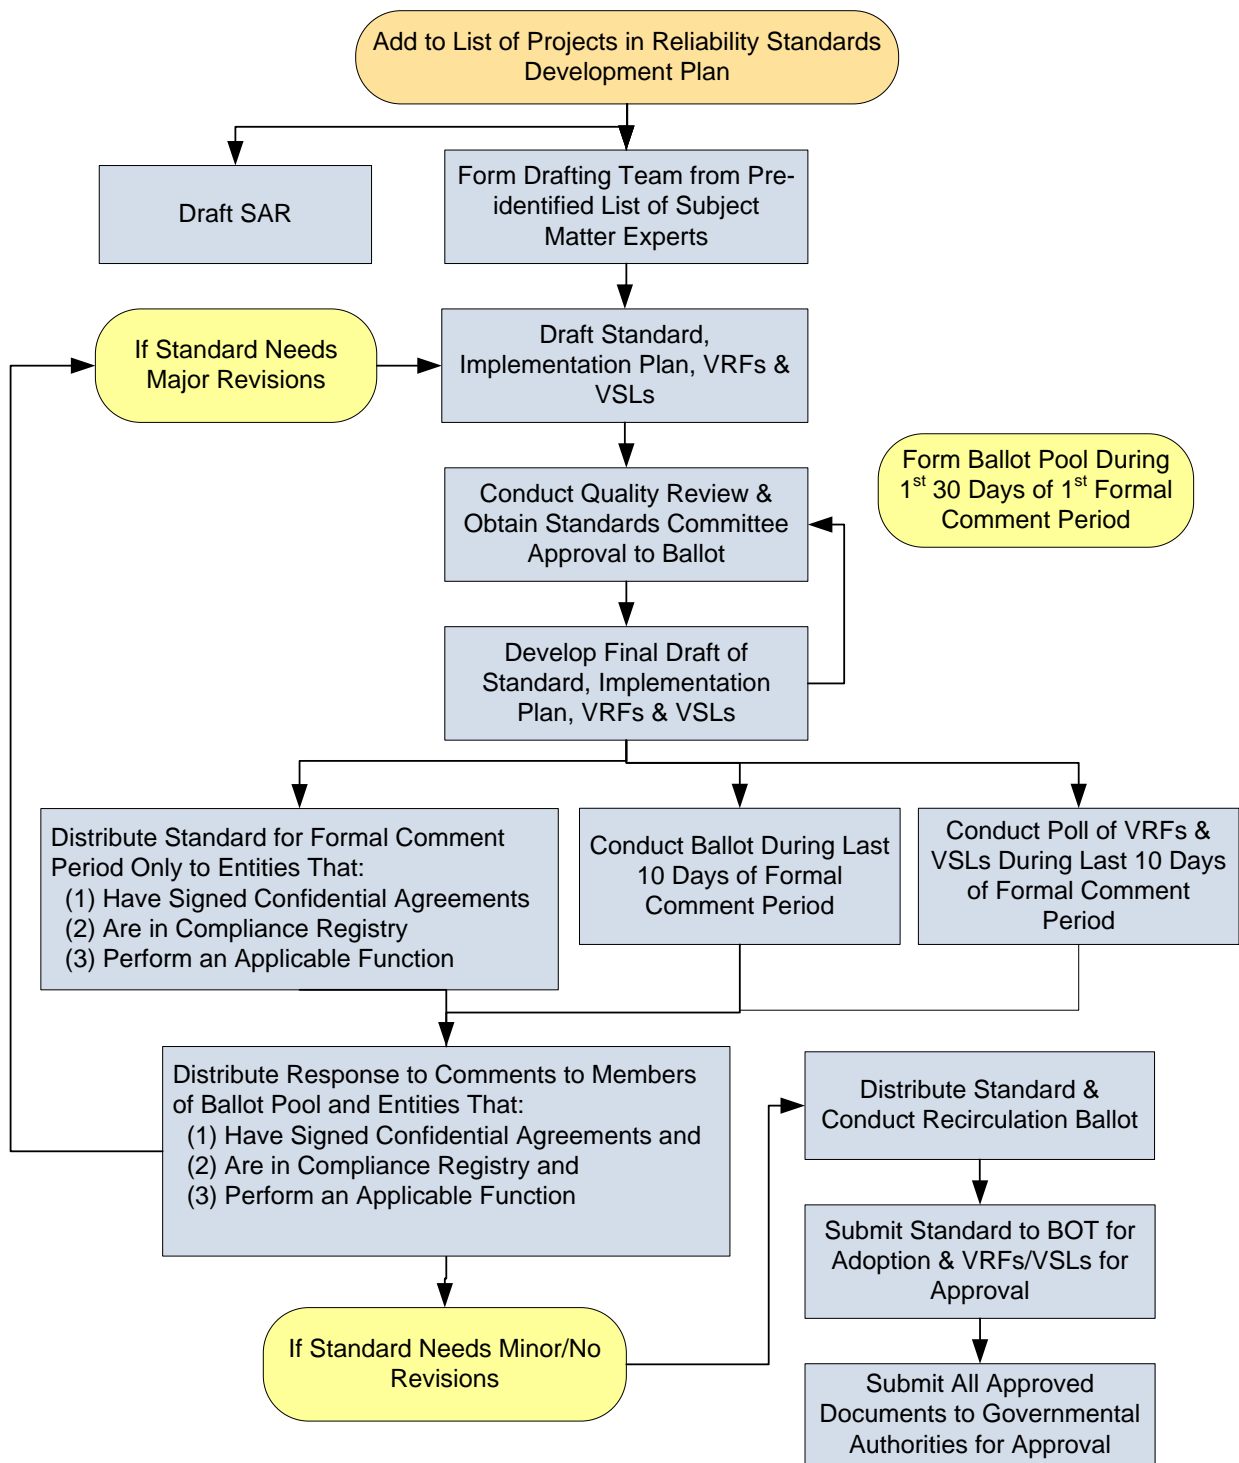 Add to List of Projects in Reliability Standards
Development Plan
Draft SAR
Form Drafting Team from Pre-
identified List of Subject
Matter Experts
If Standard Needs
Major Revisions
Draft Standard,
Implementation Plan, VRFs &
VSLs
Form Ballot Pool During
1st 30 Days of 1st Formal
Comment Period
Conduct Quality Review &
Obtain Standards Committee
Approval to Ballot
Develop Final Draft of
Standard, Implementation
Plan, VRFs & VSLs
Distribute Standard for Formal Comment
Period Only to Entities That:
(1) Have Signed Confidential Agreements
(2) Are in Compliance Registry
(3) Perform an Applicable Function
Conduct Ballot During Last
10 Days of Formal
Comment Period
Conduct Poll of VRFs &
VSLs During Last 10 Days
of Formal Comment
Period
Distribute Response to Comments to Members
of Ballot Pool and Entities That:
(1) Have Signed Confidential Agreements and
(2) Are in Compliance Registry and
(3) Perform an Applicable Function
Distribute Standard &
Conduct Recirculation Ballot
Submit Standard to BOT for
Adoption & VRFs/VSLs for
Approval
If Standard Needs Minor/No
Revisions
Submit All Approved
Documents to Governmental
Authorities for Approval